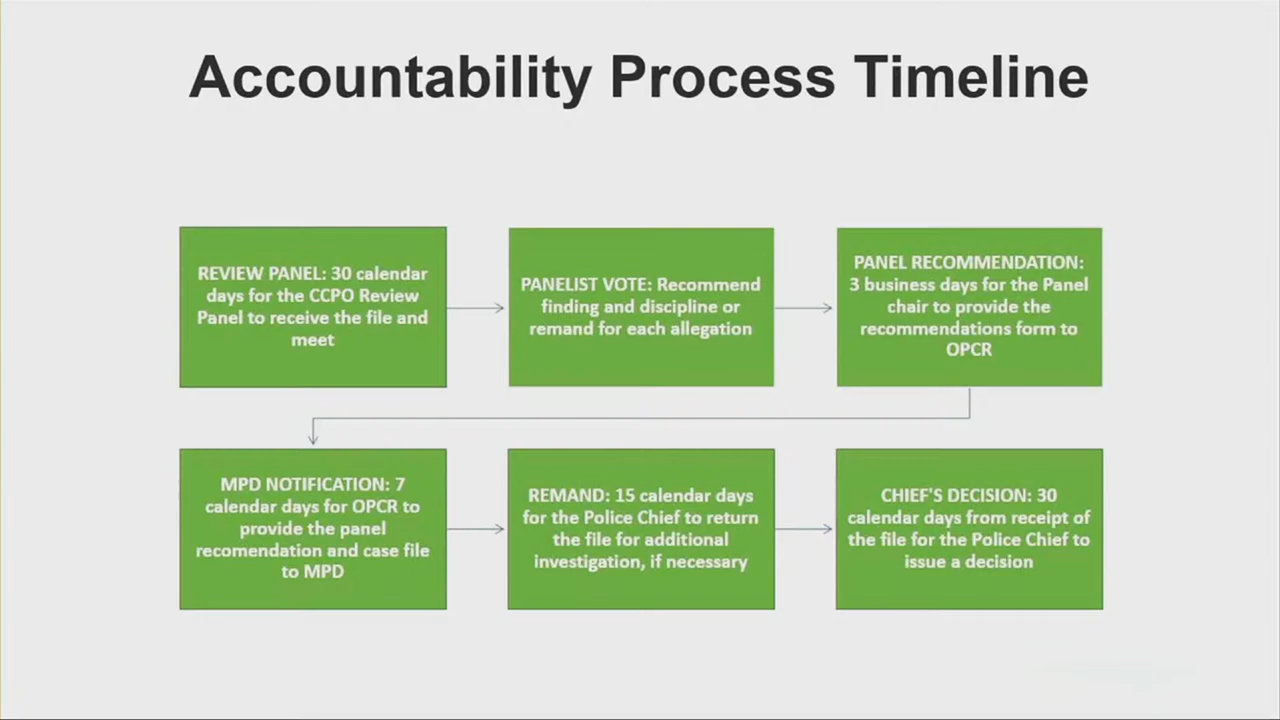 Accountability Process Timeline
REVIEW PANEL: 30 calendar
days for the CCPO Review
Panel to receive the file and
meet
PANELIST VOTE: Recommend
finding and discipline or
remand for each allegation
PANEL RECOMMENDATION:
3 business days for the Panel
chair to provide the
recommendations form to
OPCR
MPD NOTIFICATION: 7
calendar days for OPCR to
provide the panel
recomendation and case file
to MPD
REMAND: 15 calendar days
for the Police Chief to return
the file for additional
investigation, if necessary
CHIEF'S DECISION: 30
calendar days from receipt of
the file for the Police Chief to
issue a decision